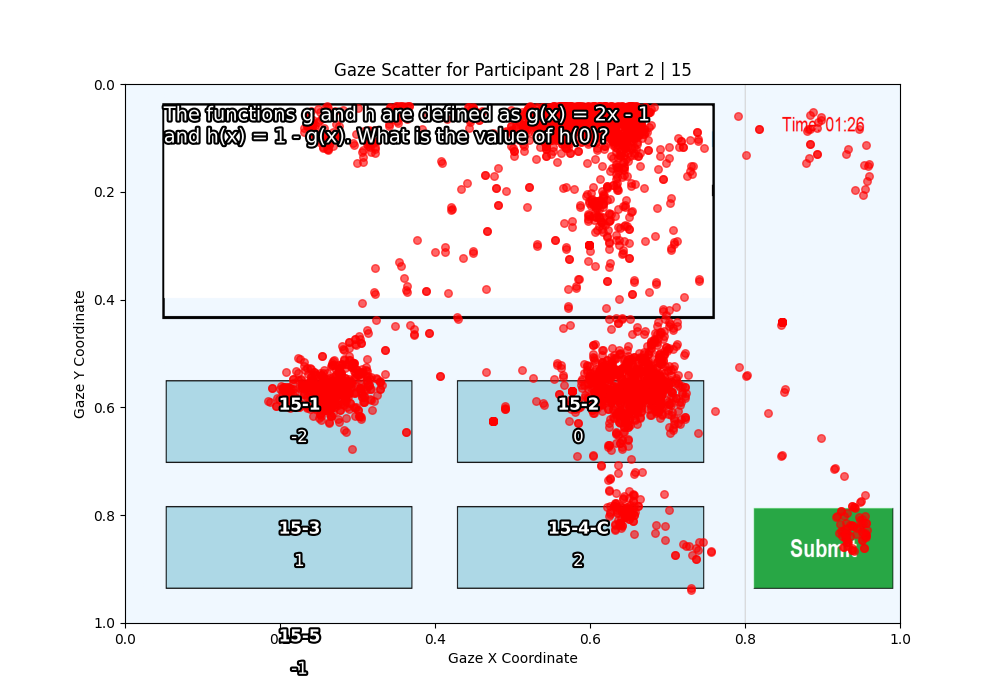 Gaze Scatter for Participant 28 | Part 2 | 15
The functions g and h are defined as g(x) = 2x - 1
and h(x) = 1 - g(x). What is the value of h(0)?
Time: 01:26
15-1
-2
15-2
0
15-3
1
15-4-C
2
15-5
-1
Submit
Gaze Y Coordinate
0.0
0.2
0.4
0.6
0.8
1.0
0.0
0.2
0.4
0.6
0.8
1.0
Gaze X Coordinate